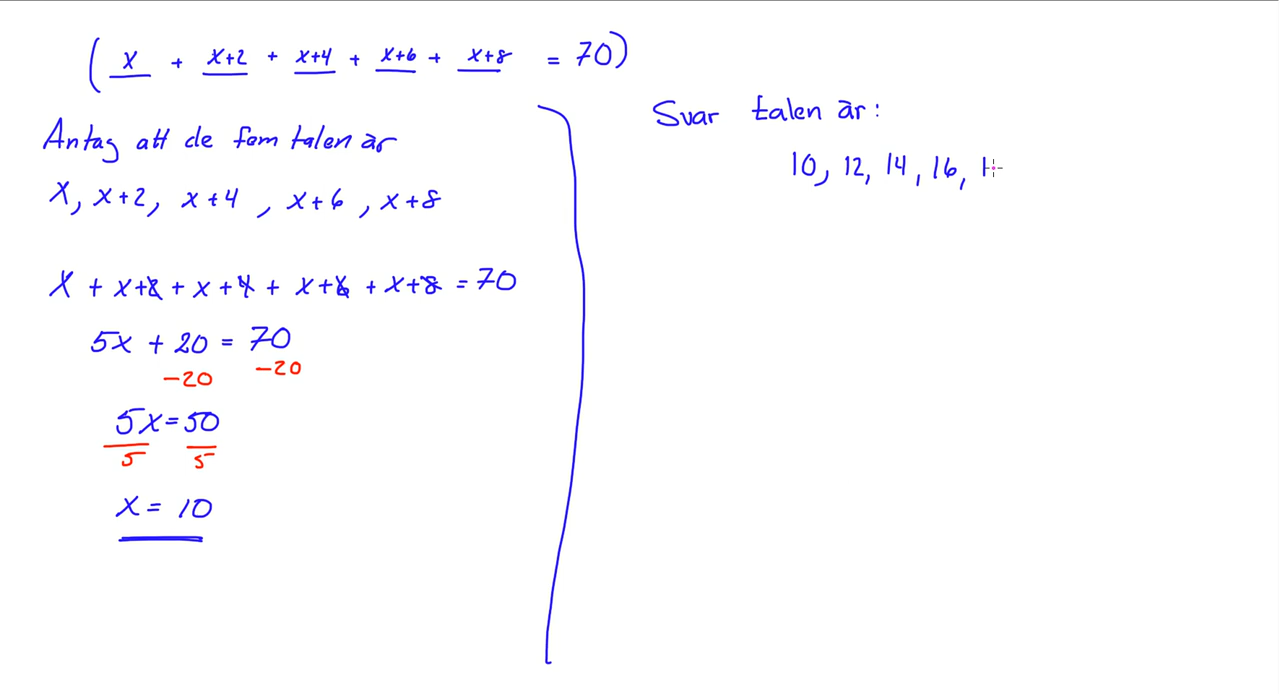 (x + x+2 + x+4 + x+6 + x+8 = 70)
Antag att de fem talen är
x, x+2, x+4, x+6, x+8
x + x+2 + x+4 + x+6 + x+8 = 70
5x + 20 = 70
-20 -20
5x = 50
5 5
x = 10
Svar talen är:
10, 12, 14, 16, 1